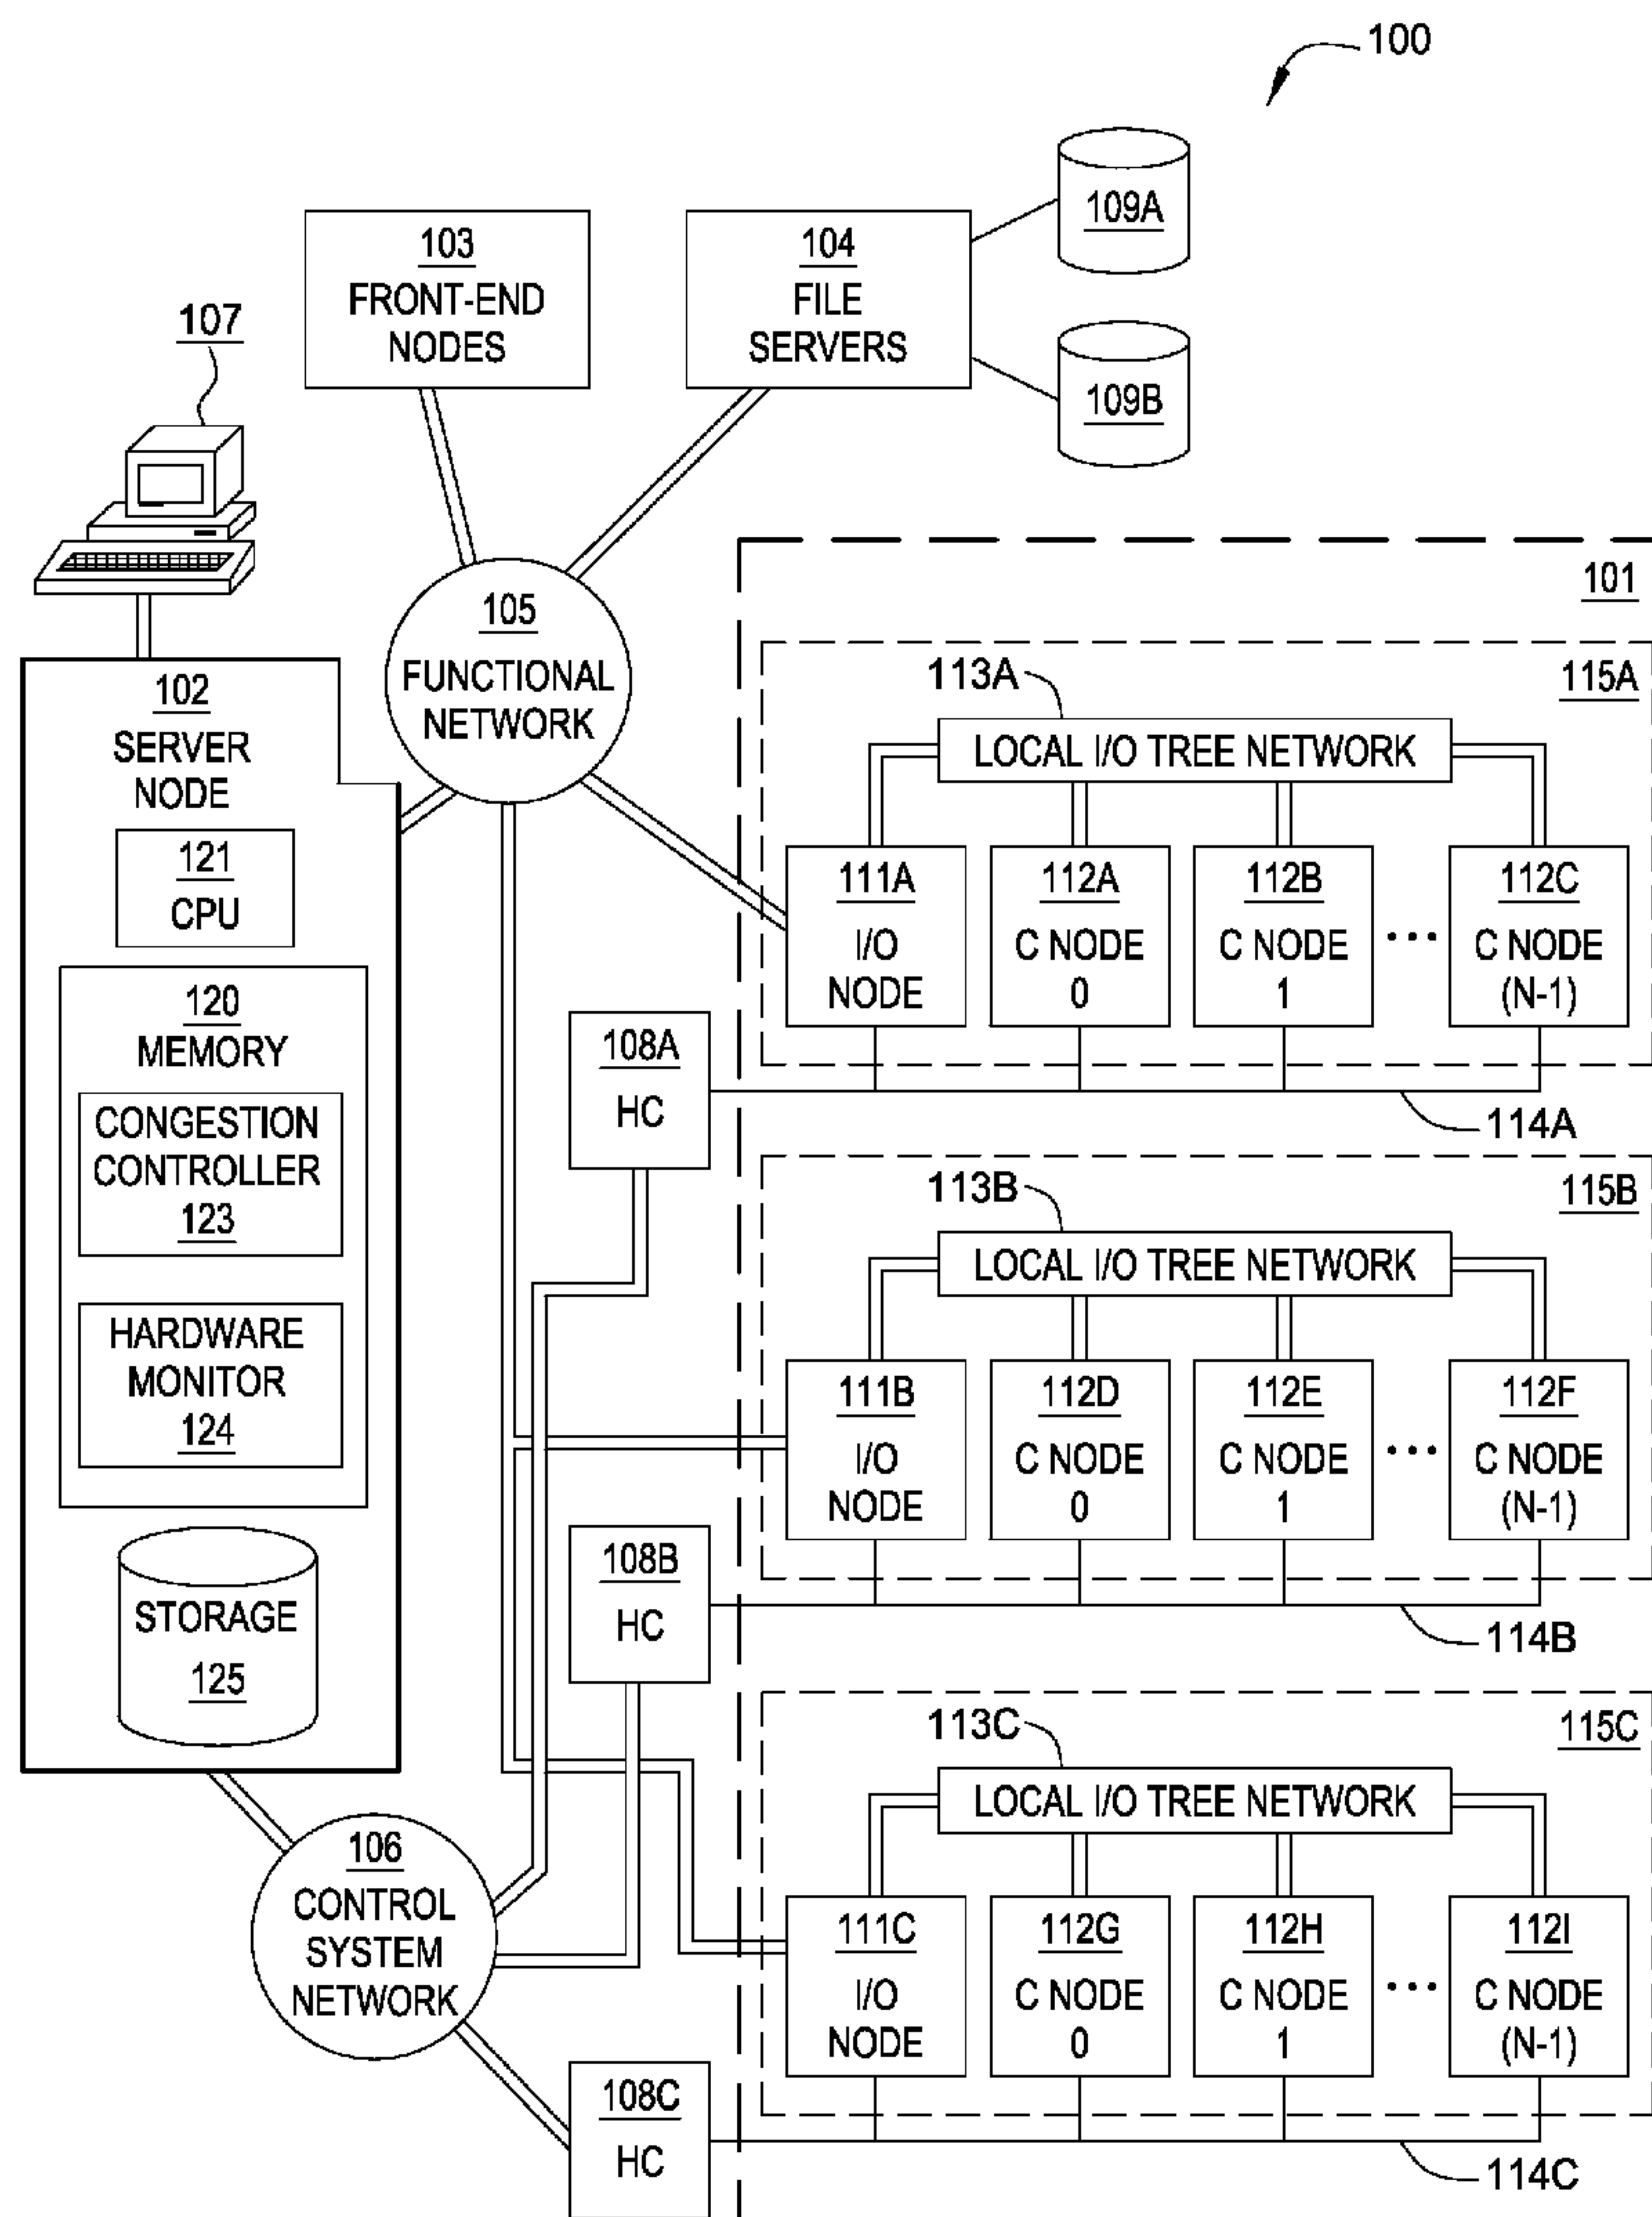 100
109A
103
FRONT-END
NODES
104
FILE
SERVERS
109B
107
101
105
FUNCTIONAL
NETWORK
102
SERVER
NODE
121
CPU
120
MEMORY
CONGESTION
CONTROLLER
123
HARDWARE
MONITOR
124
STORAGE
125
106
CONTROL
SYSTEM
NETWORK
108A
HC
108B
HC
108C
HC
115A
113A
LOCAL I/O TREE NETWORK
111A
I/O
NODE
112A
C NODE
0
112B
C NODE
1
...
112C
C NODE
(N-1)
114A
115B
113B
LOCAL I/O TREE NETWORK
111B
I/O
NODE
112D
C NODE
0
112E
C NODE
1
...
112F
C NODE
(N-1)
114B
115C
113C
LOCAL I/O TREE NETWORK
111C
I/O
NODE
112G
C NODE
0
112H
C NODE
1
...
112I
C NODE
(N-1)
114C